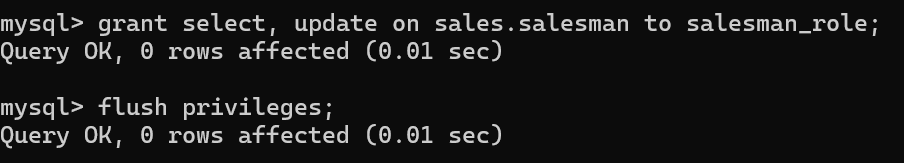 mysql> grant select, update on sales.salesman to salesman_role;
Query OK, 0 rows affected (0.01 sec)
mysql> flush privileges;
Query OK, 0 rows affected (0.01 sec)